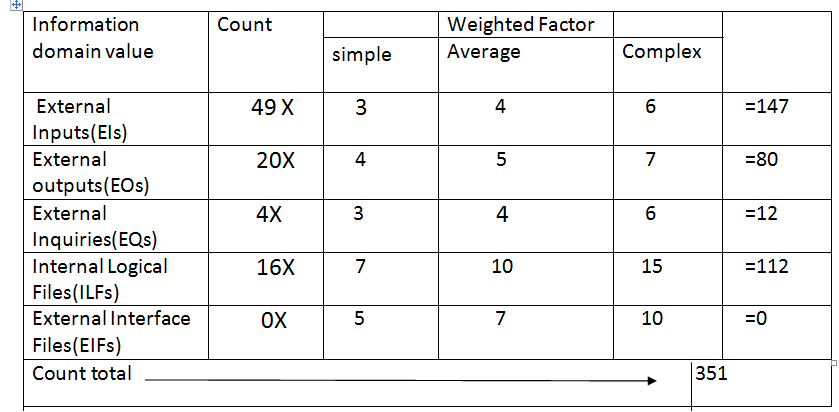 Information domain value Count Weighted Factor
simple Average Complex
External Inputs(EIs) 49 X 3 4 6 =147
External outputs(EOs) 20X 4 5 7 =80
External Inquiries(EQs) 4X 3 4 6 =12
Internal Logical Files(ILFs) 16X 7 10 15 =112
External Interface Files(EIFs) 0X 5 7 10 =0
Count total 351